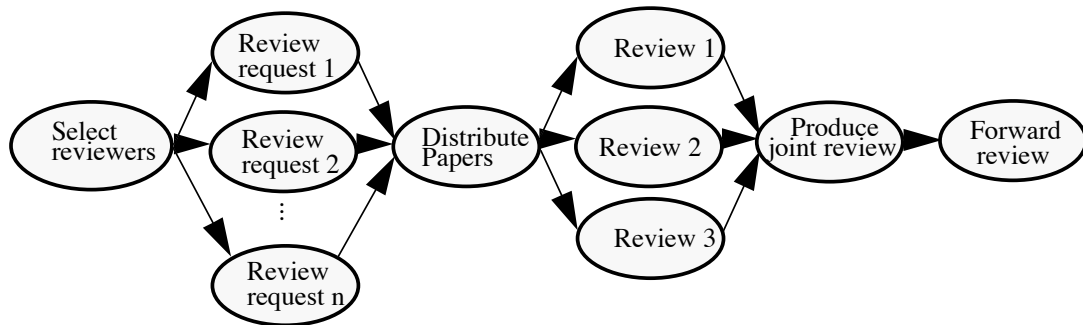 Select
reviewers
Review
request 1
Review
request 2
...
Review
request n
Distribute
Papers
Review 1
Review 2
Review 3
Produce
joint review
Forward
review